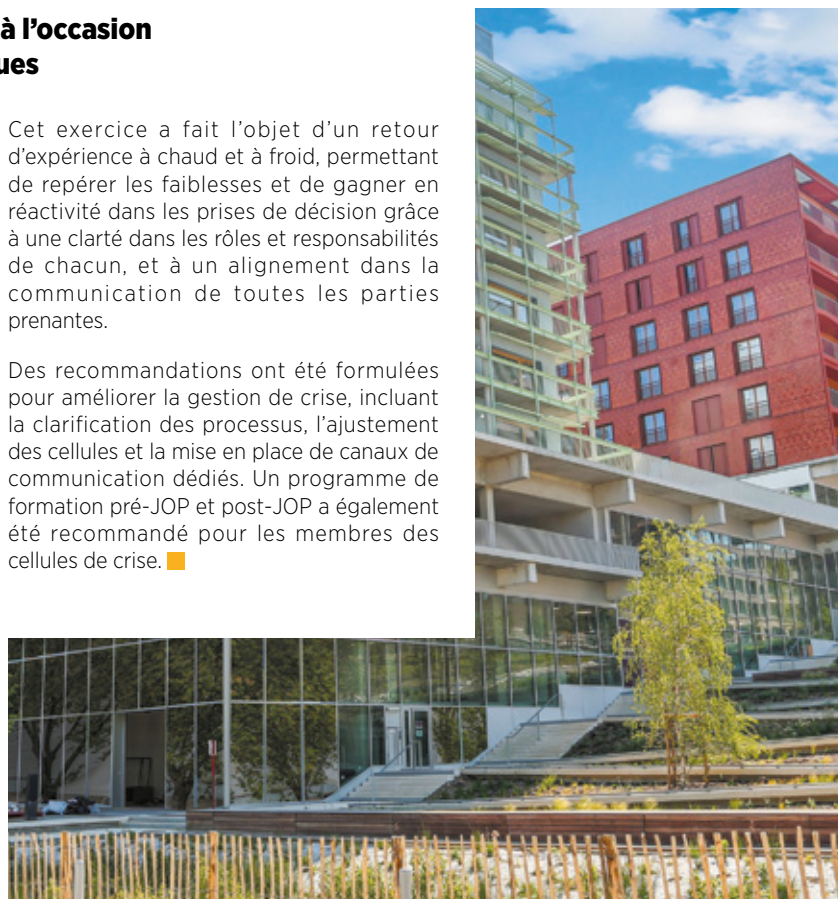 à l’occasion
ues
Cet exercice a fait l’objet d’un retour
d’expérience à chaud et à froid, permettant
de repérer les faiblesses et de gagner en
réactivité dans les prises de décision grâce
à une clarté dans les rôles et responsabilités
de chacun, et à un alignement dans la
communication de toutes les parties
prenantes.
Des recommandations ont été formulées
pour améliorer la gestion de crise, incluant
la clarification des processus, l’ajustement
des cellules et la mise en place de canaux de
communication dédiés. Un programme de
formation pré-JOP et post-JOP a également
été recommandé pour les membres des
cellules de crise.